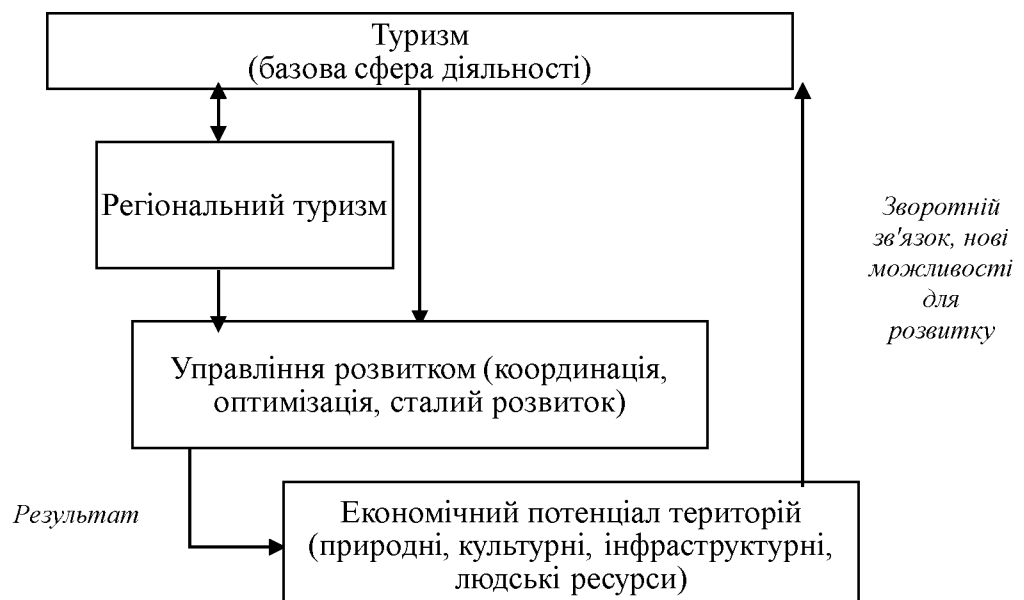 Туризм
(базова сфера діяльності)
Регіональний туризм
Зворотній
зв'язок, нові
можливості
для
розвитку
Управління розвитком (координація,
оптимізація, сталий розвиток)
Результат
Економічний потенціал територій
(природні, культурні, інфраструктурні,
людські ресурси)